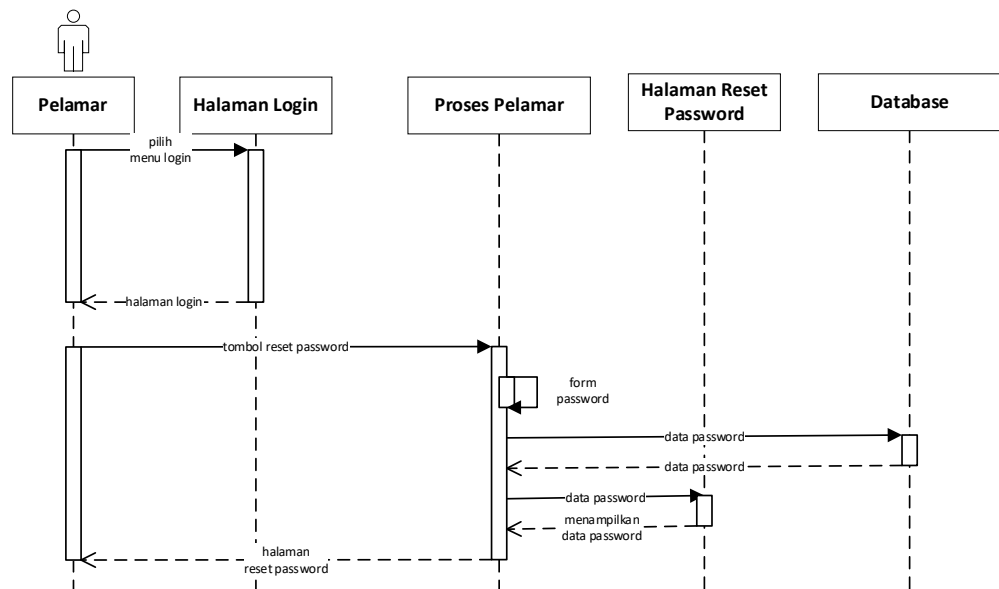 Pelamar
Halaman Login
Proses Pelamar
Halaman Reset
Password
Database
pilih
menu login
halaman login
tombol reset password
form
password
data password
data password
data password
menampilkan
data password
halaman
reset password